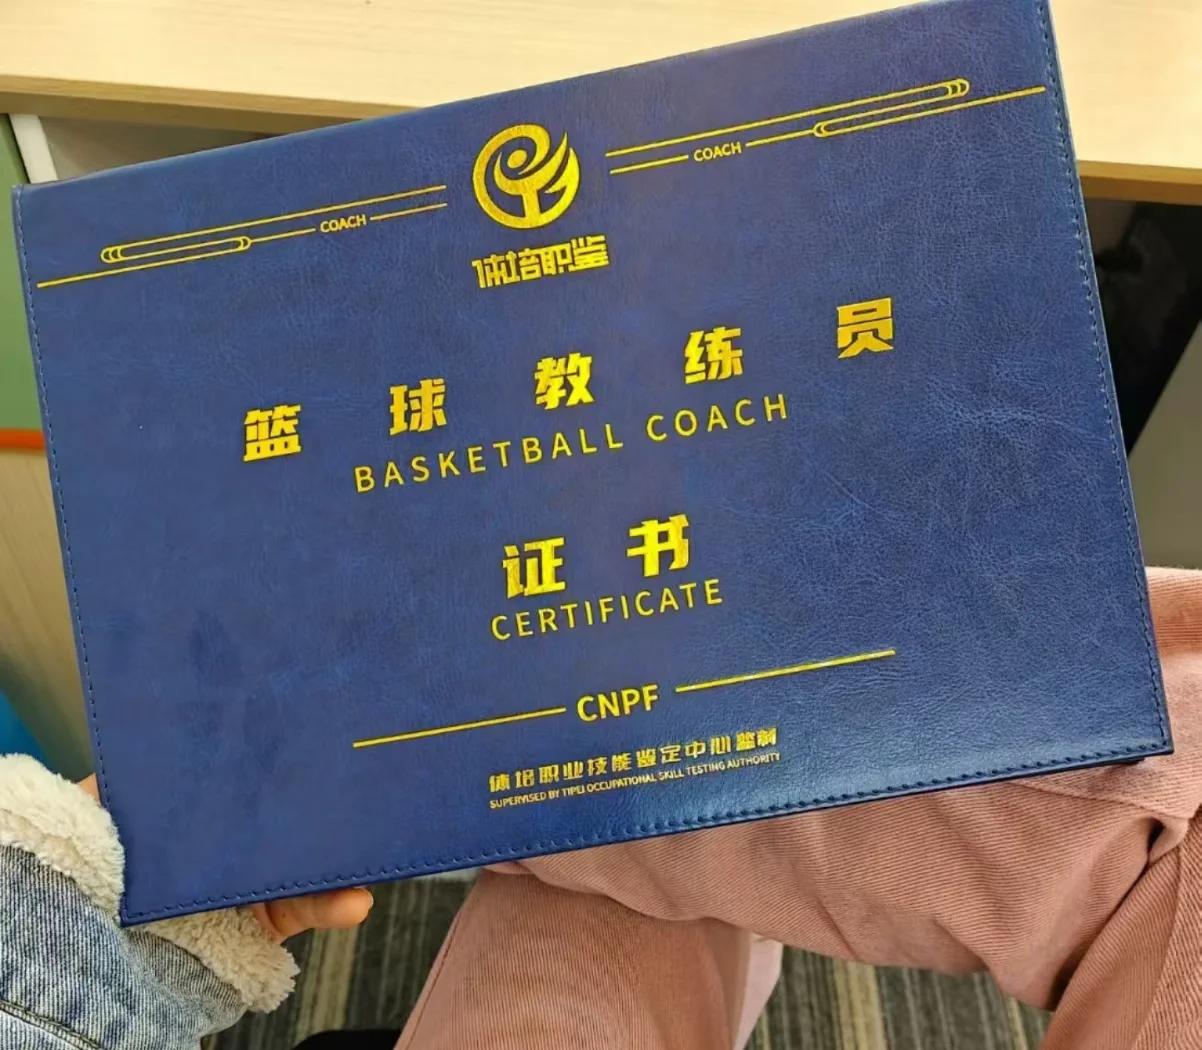 COACH
COACH
体培职鉴
篮球教练员
BASKETBALL COACH
证书
CERTIFICATE
CNPF
体培职业技能鉴定中心监制
SUPERVISED BY TIPEI OCCUPATIONAL SKILL TESTING AUTHORITY